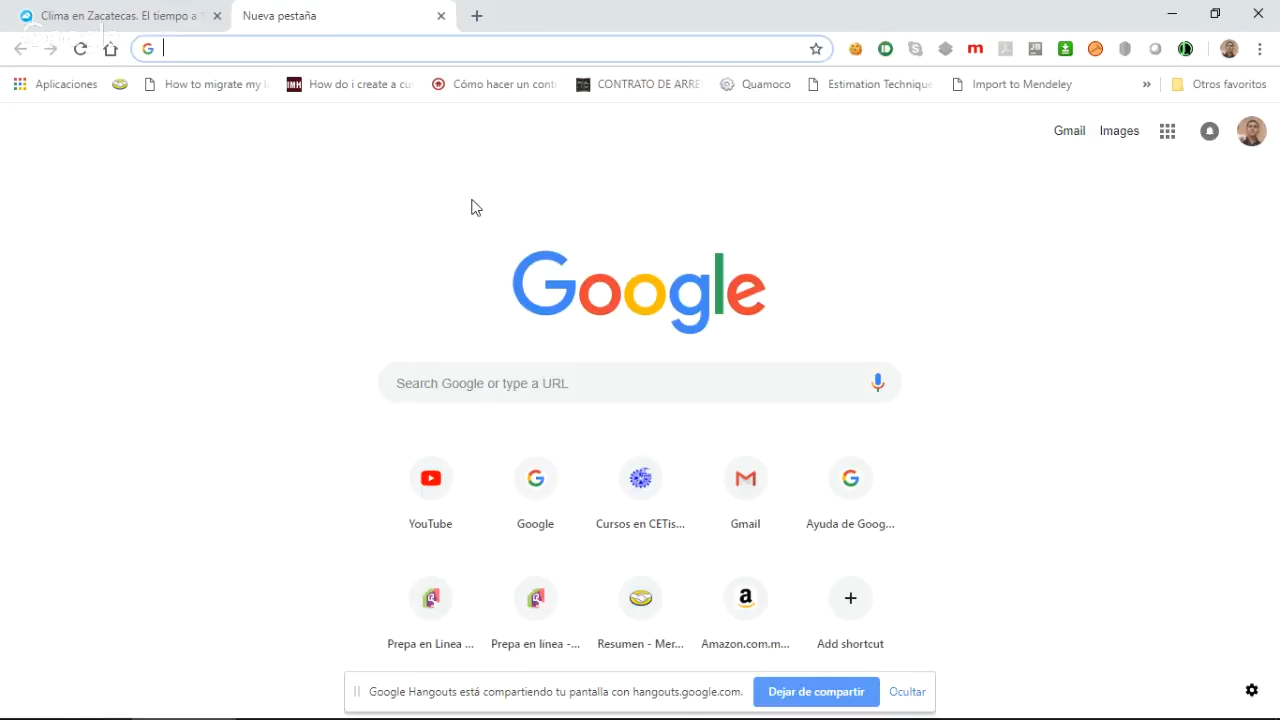 Clima en Zacatecas. El tiempo a
Nueva pestaña
Aplicaciones
How to migrate my
How do i create a cu
Cómo hacer un cont
CONTRATO DE ARRE
Quamoco
Estimation Technique
Import to Mendeley
Otros favoritos
Gmail
Images
Google
Search Google or type a URL
YouTube
Google
Cursos en CETis...
Gmail
Ayuda de Goog...
Prepa en Linea ...
Prepa en línea -...
Resumen - Mer...
Amazon.com.m...
Add shortcut
Google Hangouts está compartiendo tu pantalla con hangouts.google.com.
Dejar de compartir
Ocultar